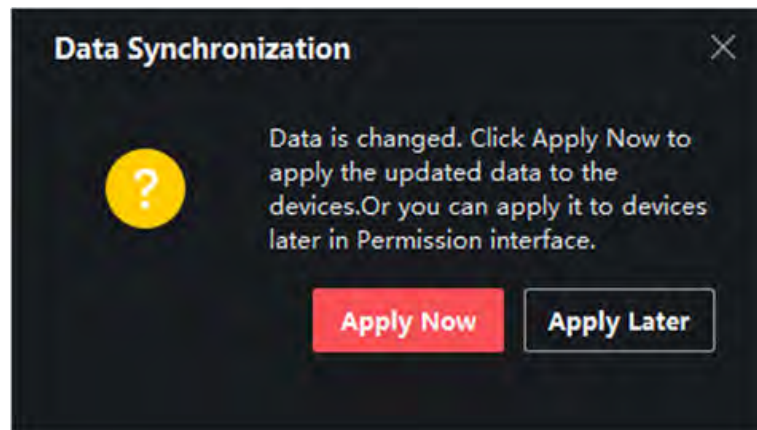 Data Synchronization
?
Data is changed. Click Apply Now to
apply the updated data to the
devices.Or you can apply it to devices
later in Permission interface.
Apply Now
Apply Later